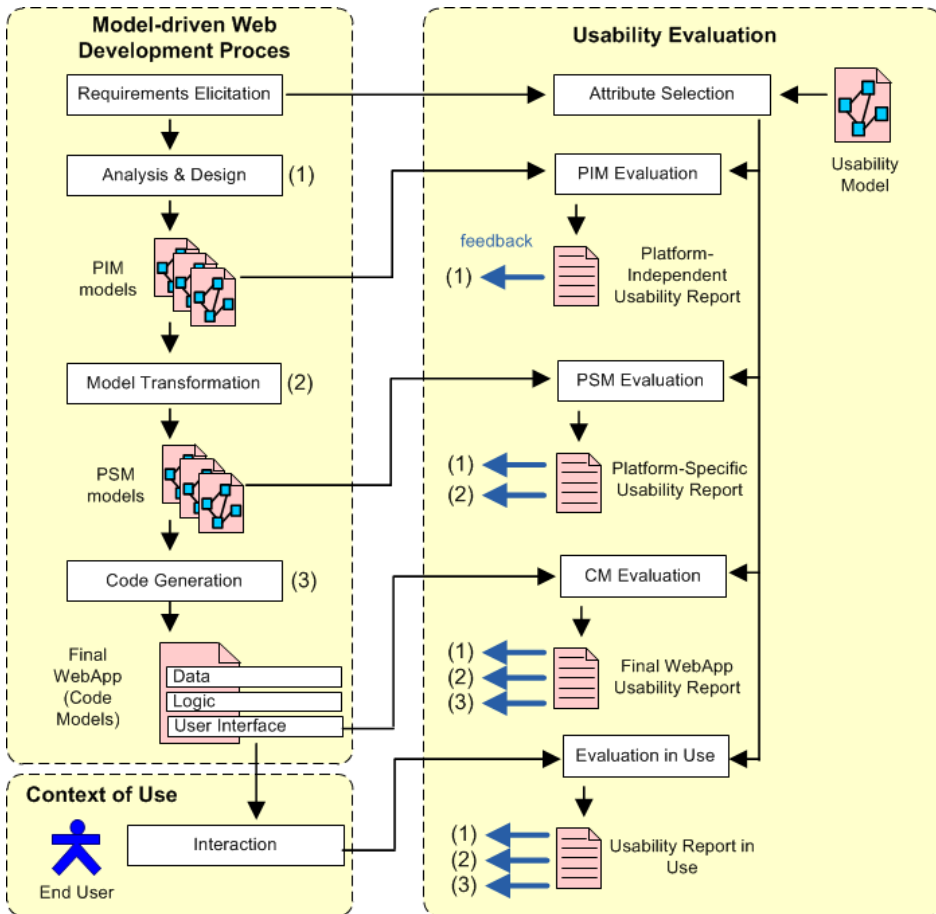 Model-driven Web
Development Proces
Requirements Elicitation
Analysis & Design
(1)
PIM
models
Model Transformation
(2)
PSM
models
Code Generation
(3)
Final
WebApp
(Code
Models)
Data
Logic
User Interface
Context of Use
End User
Interaction
Usability Evaluation
Attribute Selection
Usability
Model
PIM Evaluation
feedback
(1)
Platform-
Independent
Usability Report
PSM Evaluation
(1)
(2)
Platform-Specific
Usability Report
CM Evaluation
(1)
(2)
(3)
Final WebApp
Usability Report
Evaluation in Use
(1)
(2)
(3)
Usability Report in
Use